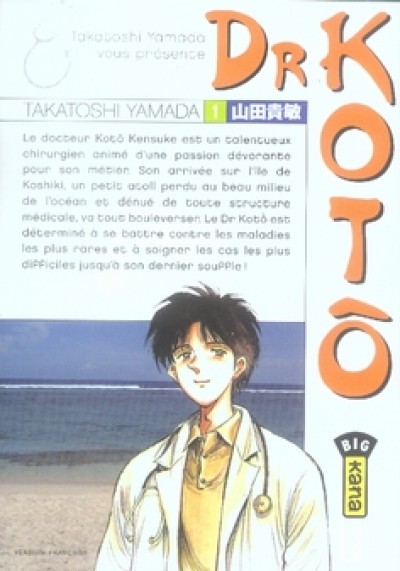 Takatoshi Yamada
vous présente
DR KOTÔ
TAKATOSHI YAMADA 1 山田貴敏
Le docteur Kotô Kensuke est un talentueux
chirurgien animé d'une passion dévorante
pour son métier. Son arrivée sur l'île de
Koshiki, un petit atoll perdu au beau milieu
de l'océan et dénué de toute structure
médicale, va tout bouleverser. Le Dr Kotô est
déterminé à se battre contre les maladies
les plus rares et à soigner les cas les plus
difficiles jusqu'à son dernier souffle !
BIG
Kana
VERSION FRANÇAISE